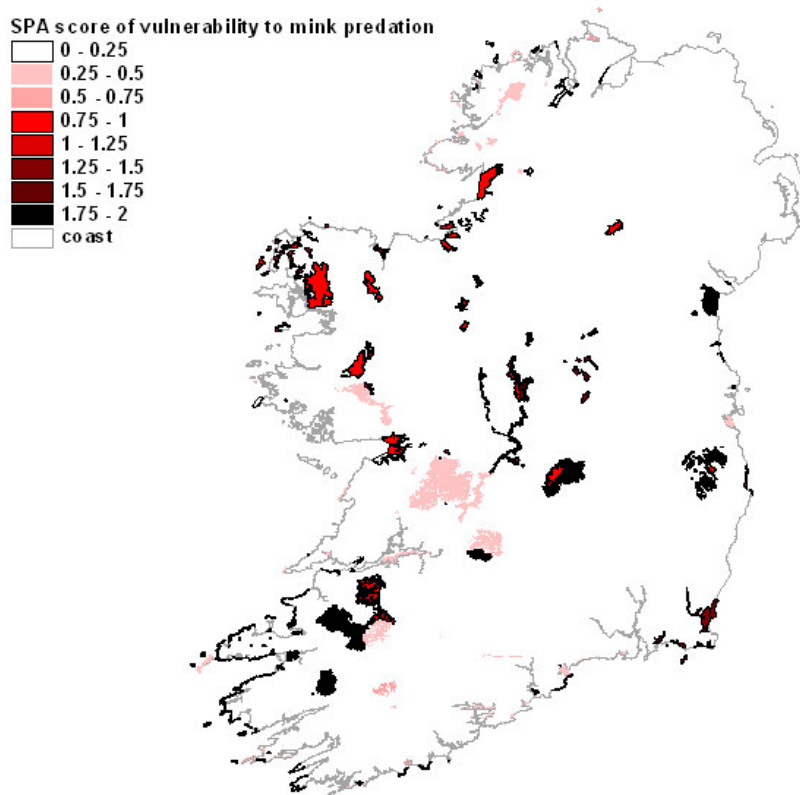 SPA score of vulnerability to mink predation
0 - 0.25
0.25 - 0.5
0.5 - 0.75
0.75 - 1
1 - 1.25
1.25 - 1.5
1.5 - 1.75
1.75 - 2
coast